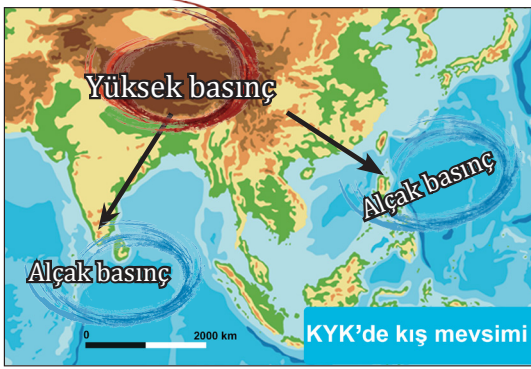 Yüksek basınç
Alçak basınç
Alçak basınç
0 2000 km
KYK'de kış mevsimi